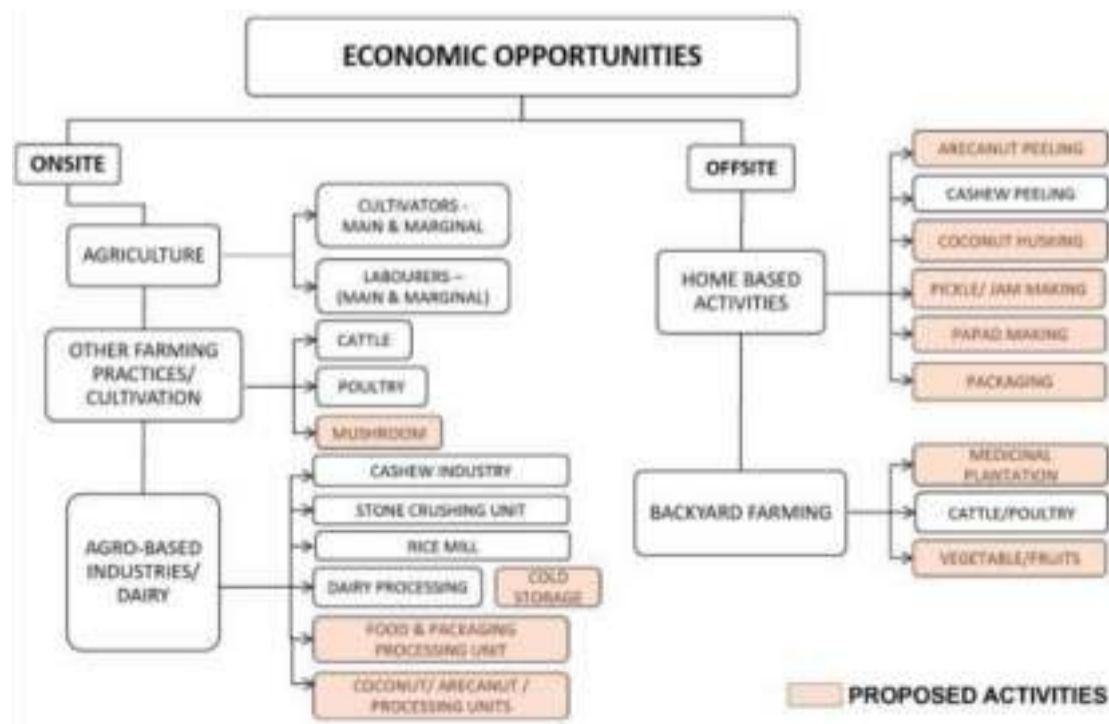 ECONOMIC OPPORTUNITIES
ONSITE
AGRICULTURE
CULTIVATORS -
MAIN & MARGINAL
LABOURERS –
(MAIN & MARGINAL)
OTHER FARMING
PRACTICES/
CULTIVATION
CATTLE
POULTRY
MUSHROOM
AGRO-BASED
INDUSTRIES/
DAIRY
CASHEW INDUSTRY
STONE CRUSHING UNIT
RICE MILL
DAIRY PROCESSING
COLD
STORAGE
FOOD & PACKAGING
PROCESSING UNIT
COCONUT/ ARECANUT /
PROCESSING UNITS
OFFSITE
HOME BASED
ACTIVITIES
ARECANUT PEELING
CASHEW PEELING
COCONUT HUSKING
PICKLE/ JAM MAKING
PAPAD MAKING
PACKAGING
BACKYARD FARMING
MEDICINAL
PLANTATION
CATTLE/POULTRY
VEGETABLE/FRUITS
PROPOSED ACTIVITIES